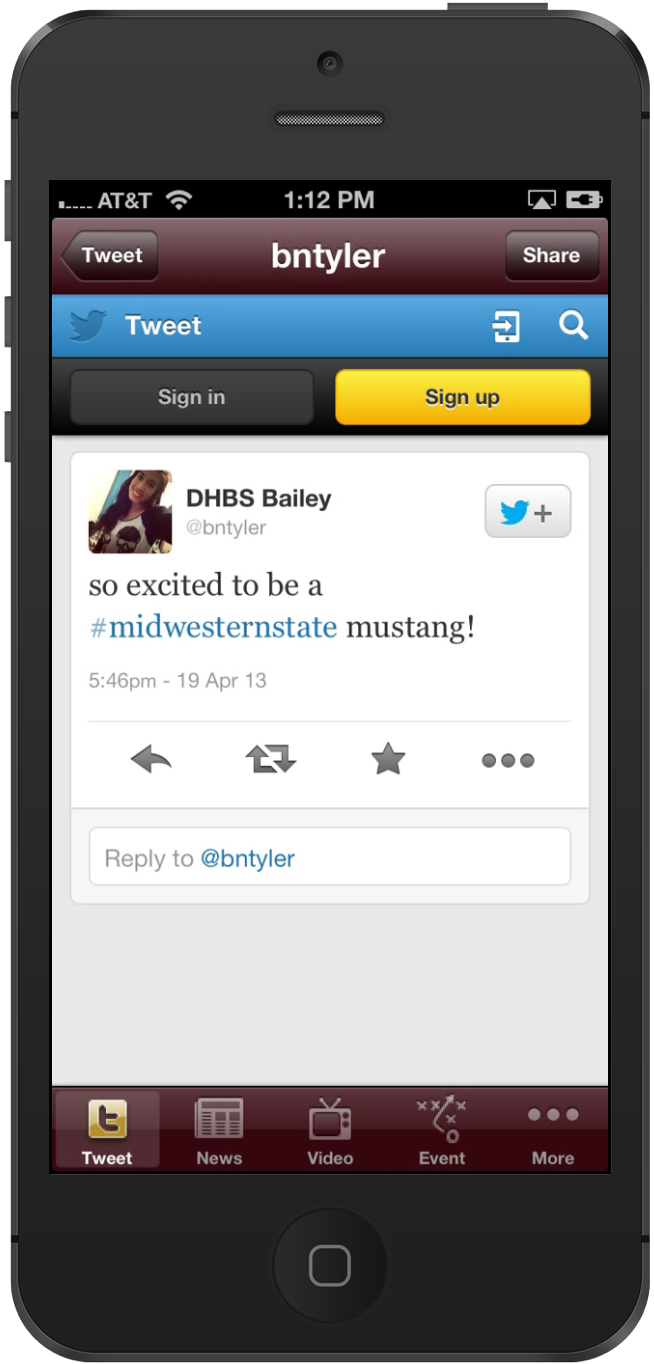 AT&T 1:12 PM
Tweet bntyler Share
Tweet
Sign in Sign up
DHBS Bailey
@bntyler
so excited to be a
#midwesternstate mustang!
5:46pm - 19 Apr 13
Reply to @bntyler
Tweet News Video Event More